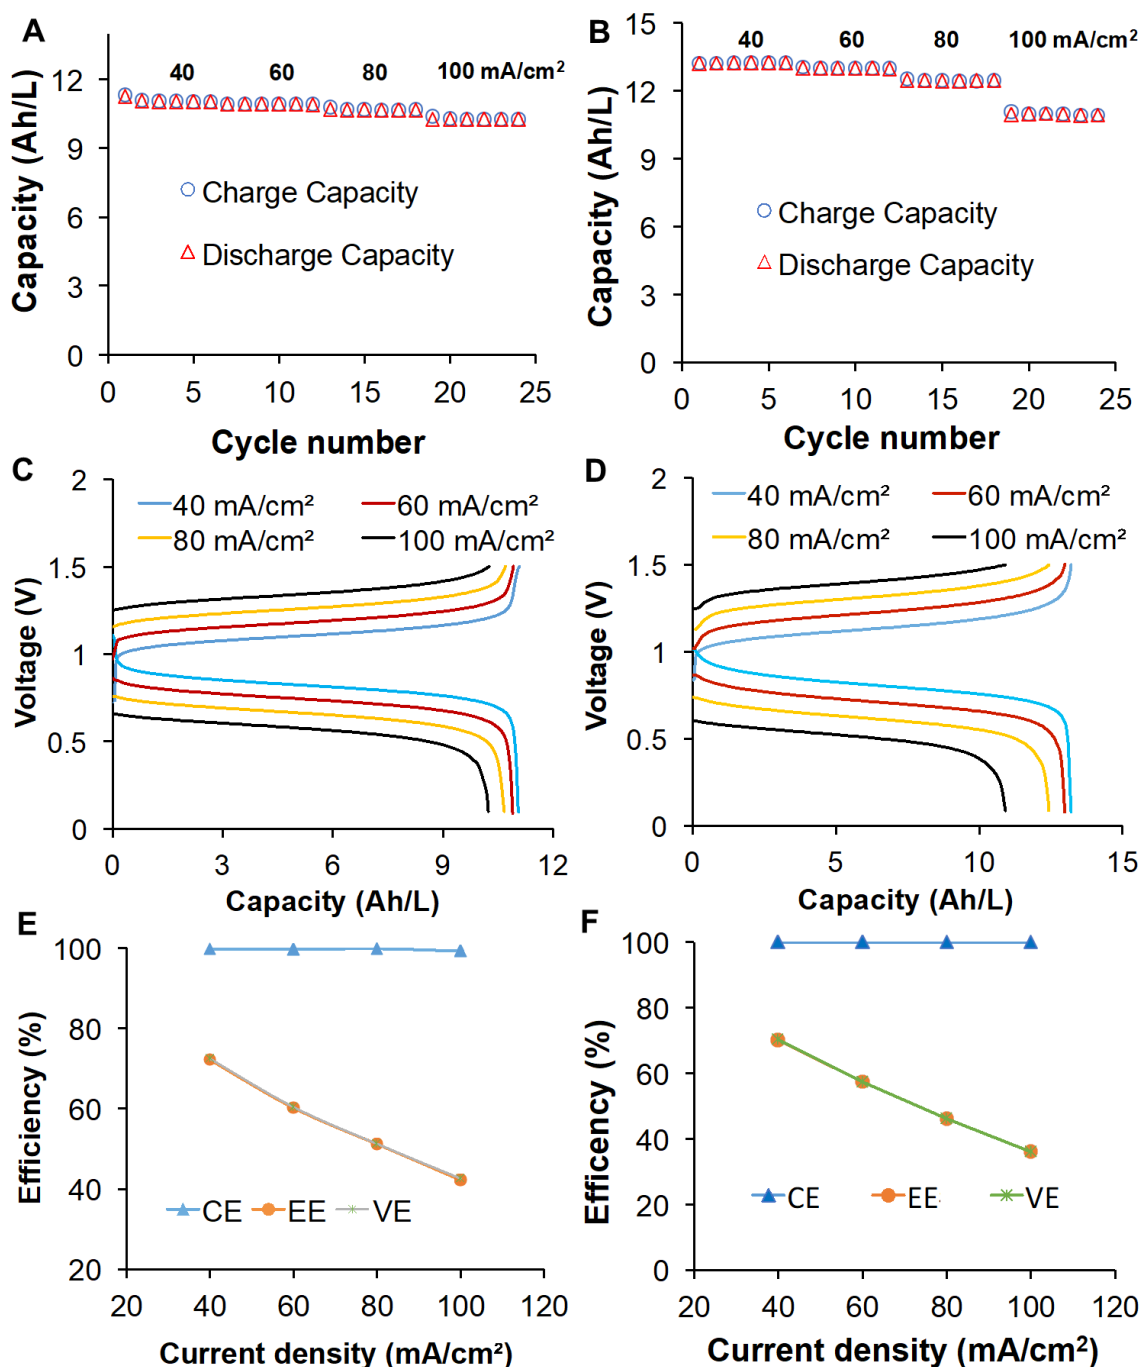 A
Capacity (Ah/L)
12
9
6
3
0
40
60
80
100 mA/cm²
Charge Capacity
Discharge Capacity
0
5
10
15
20
25
Cycle number
B
Capacity (Ah/L)
15
12
9
6
3
0
40
60
80
100 mA/cm²
Charge Capacity
Discharge Capacity
0
5
10
15
20
25
Cycle number
C
Voltage (V)
2
1.5
1
0.5
0
40 mA/cm²
60 mA/cm²
80 mA/cm²
100 mA/cm²
0
3
6
9
12
Capacity (Ah/L)
D
Voltage (V)
2
1.5
1
0.5
0
40 mA/cm²
60 mA/cm²
80 mA/cm²
100 mA/cm²
0
5
10
15
Capacity (Ah/L)
E
Efficiency (%)
100
80
60
40
20
CE
EE
VE
20
40
60
80
100
120
Current density (mA/cm²)
F
Efficency (%)
100
80
60
40
20
0
CE
EE
VE
20
40
60
80
100
120
Current density (mA/cm²)